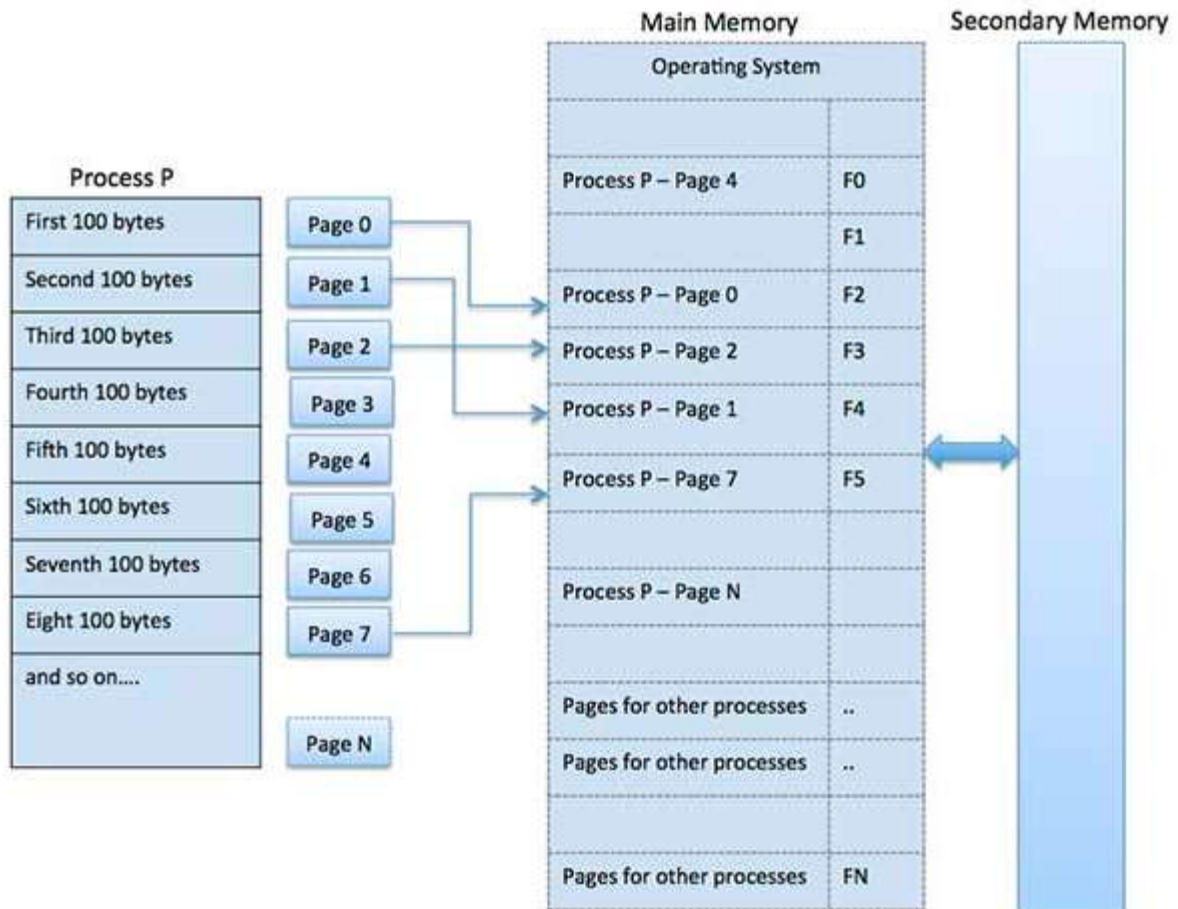 Main Memory
Secondary Memory
Operating System
Process P – Page 4 F0
F1
Process P – Page 0 F2
Process P – Page 2 F3
Process P – Page 1 F4
Process P – Page 7 F5
Process P – Page N
Pages for other processes ..
Pages for other processes ..
Pages for other processes FN
Process P
First 100 bytes
Second 100 bytes
Third 100 bytes
Fourth 100 bytes
Fifth 100 bytes
Sixth 100 bytes
Seventh 100 bytes
Eight 100 bytes
and so on....
Page 0
Page 1
Page 2
Page 3
Page 4
Page 5
Page 6
Page 7
Page N